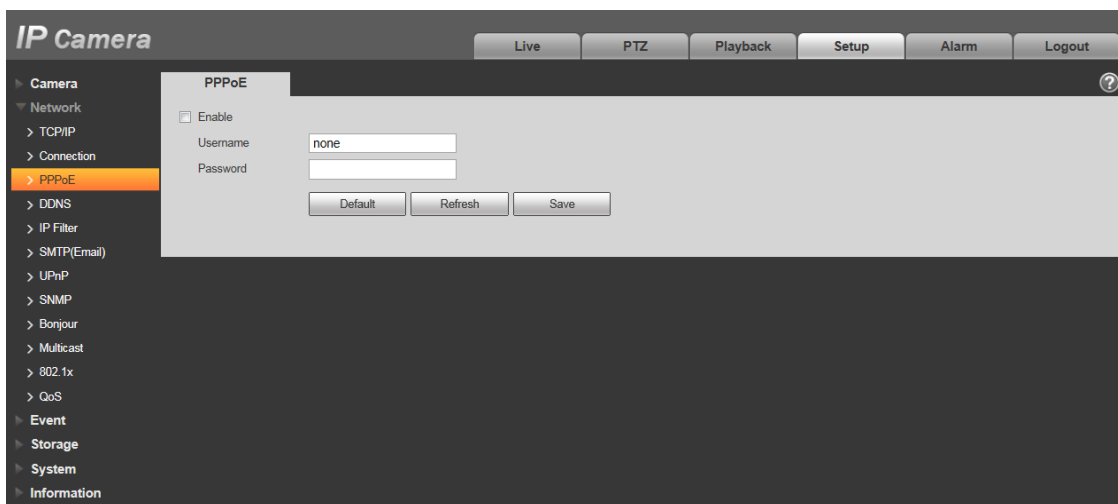 IP Camera
Live PTZ Playback Setup Alarm Logout
Camera
Network
> TCP/IP
> Connection
> PPPoE
> DDNS
> IP Filter
> SMTP(Email)
> UPnP
> SNMP
> Bonjour
> Multicast
> 802.1x
> QoS
Event
Storage
System
Information
PPPoE
?
Enable
Username none
Password
Default Refresh Save